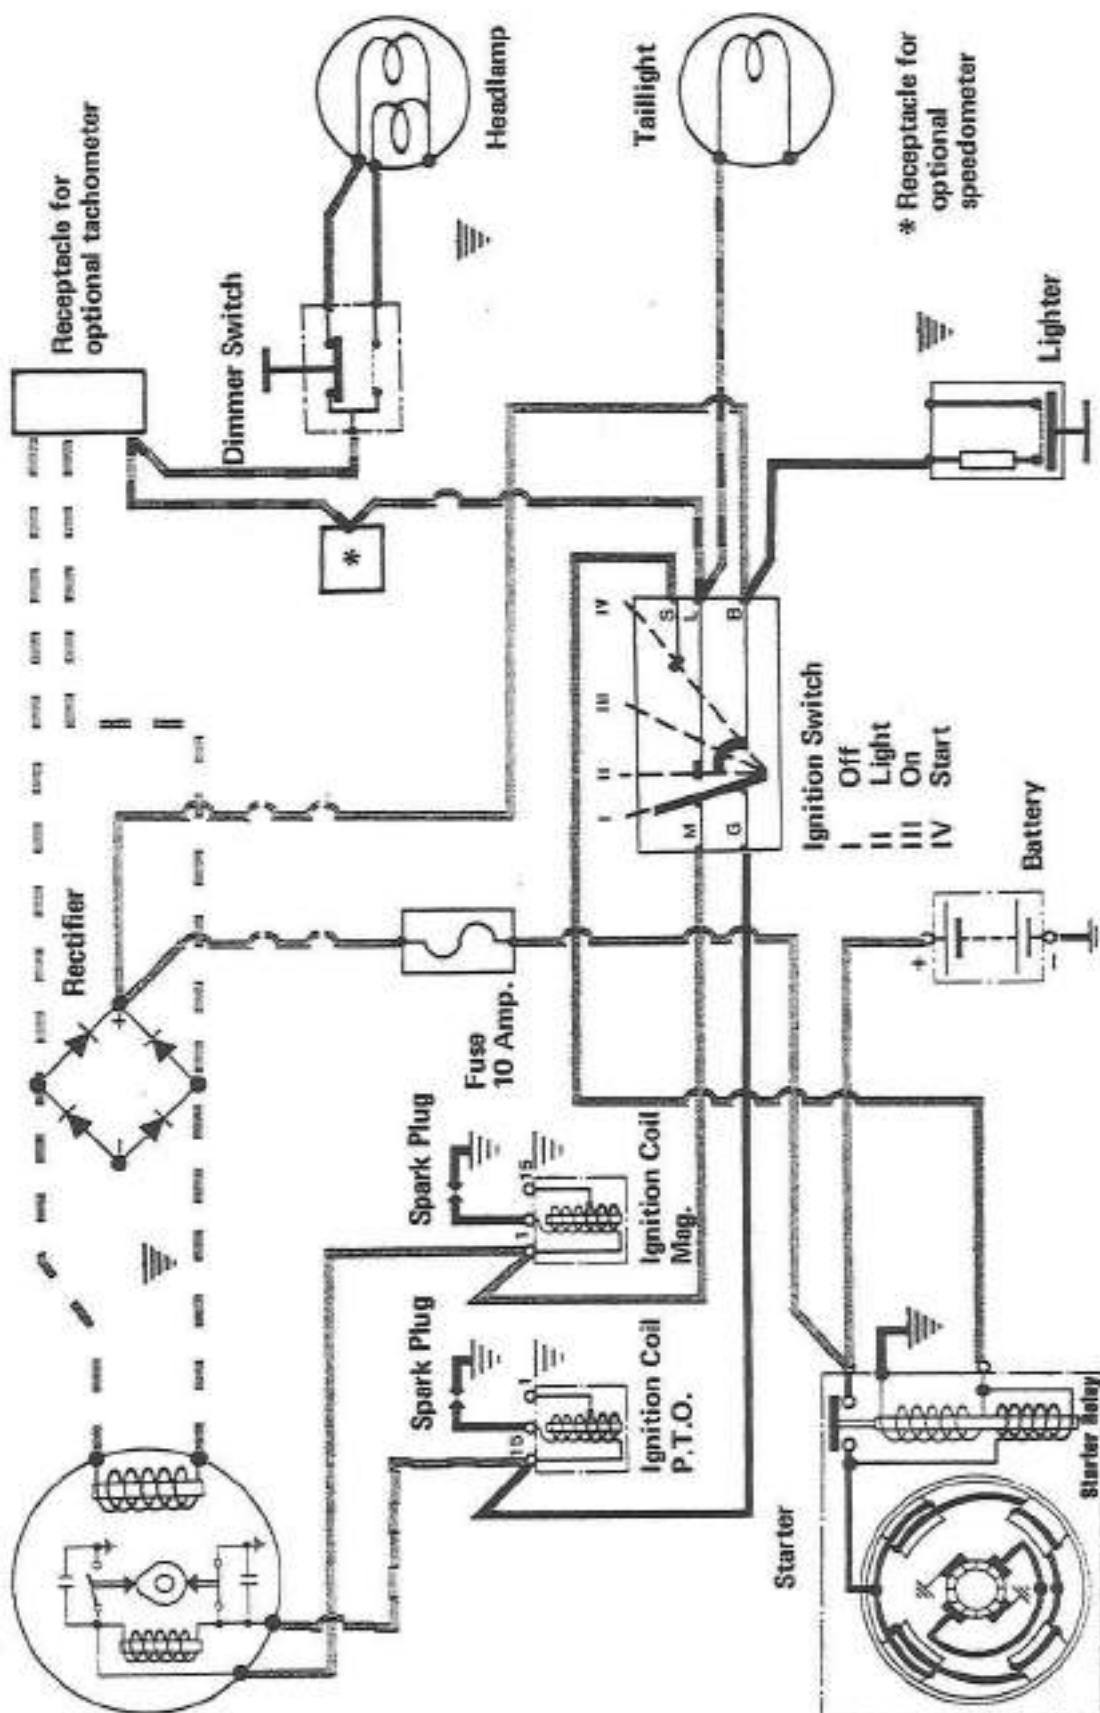 Receptacle for
optional tachometer
Headlamp
Taillight
* Receptacle for
optional
speedometer
Dimmer Switch
Lighter
*
Rectifier
+
−
Fuse
10 Amp.
I
II
III
IV
S
L
B
M
G
Ignition Switch
I Off
II Light
III On
IV Start
Battery
+
−
Spark Plug
1
15
Ignition Coil
Mag.
Spark Plug
15
1
Ignition Coil
P.T.O.
Starter
Starter Relay